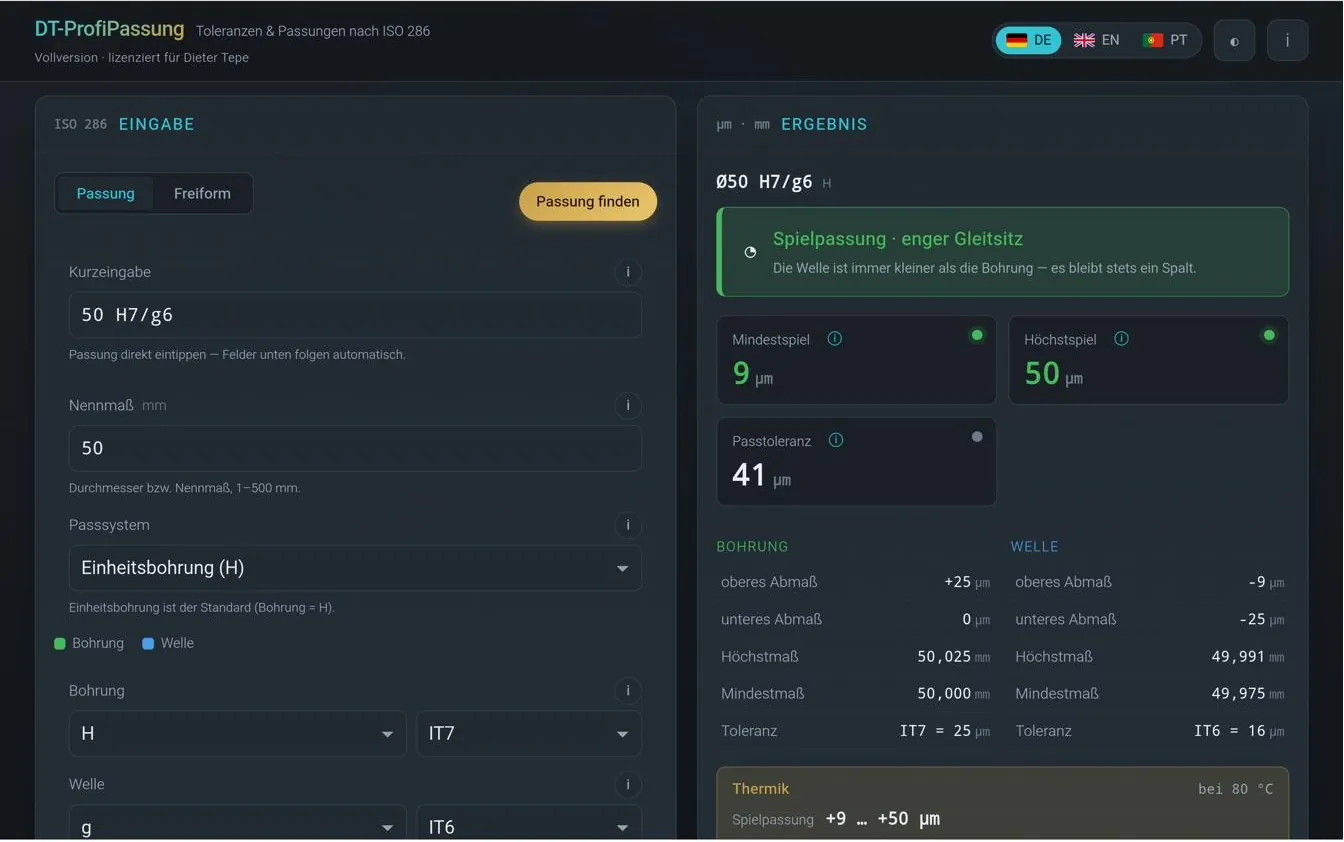 DT-ProfiPassung Toleranzen & Passungen nach ISO 286
Vollversion · lizenziert für Dieter Tepe
DE EN PT
ISO 286 EINGABE
Passung Freiform
Passung finden
Kurzeingabe
50 H7/g6
Passung direkt eintippen — Felder unten folgen automatisch.
Nennmaß mm
50
Durchmesser bzw. Nennmaß, 1–500 mm.
Passsystem
Einheitsbohrung (H)
Einheitsbohrung ist der Standard (Bohrung = H).
Bohrung Welle
Bohrung
H IT7
Welle
g IT6
µm · mm ERGEBNIS
Ø50 H7/g6 H
Spielpassung · enger Gleitsitz
Die Welle ist immer kleiner als die Bohrung — es bleibt stets ein Spalt.
Mindestspiel
9 µm
Höchstspiel
50 µm
Passtoleranz
41 µm
BOHRUNG
oberes Abmaß +25 µm
unteres Abmaß 0 µm
Höchstmaß 50,025 mm
Mindestmaß 50,000 mm
Toleranz IT7 = 25 µm
WELLE
oberes Abmaß -9 µm
unteres Abmaß -25 µm
Höchstmaß 49,991 mm
Mindestmaß 49,975 mm
Toleranz IT6 = 16 µm
Thermik bei 80 °C
Spielpassung +9 … +50 µm